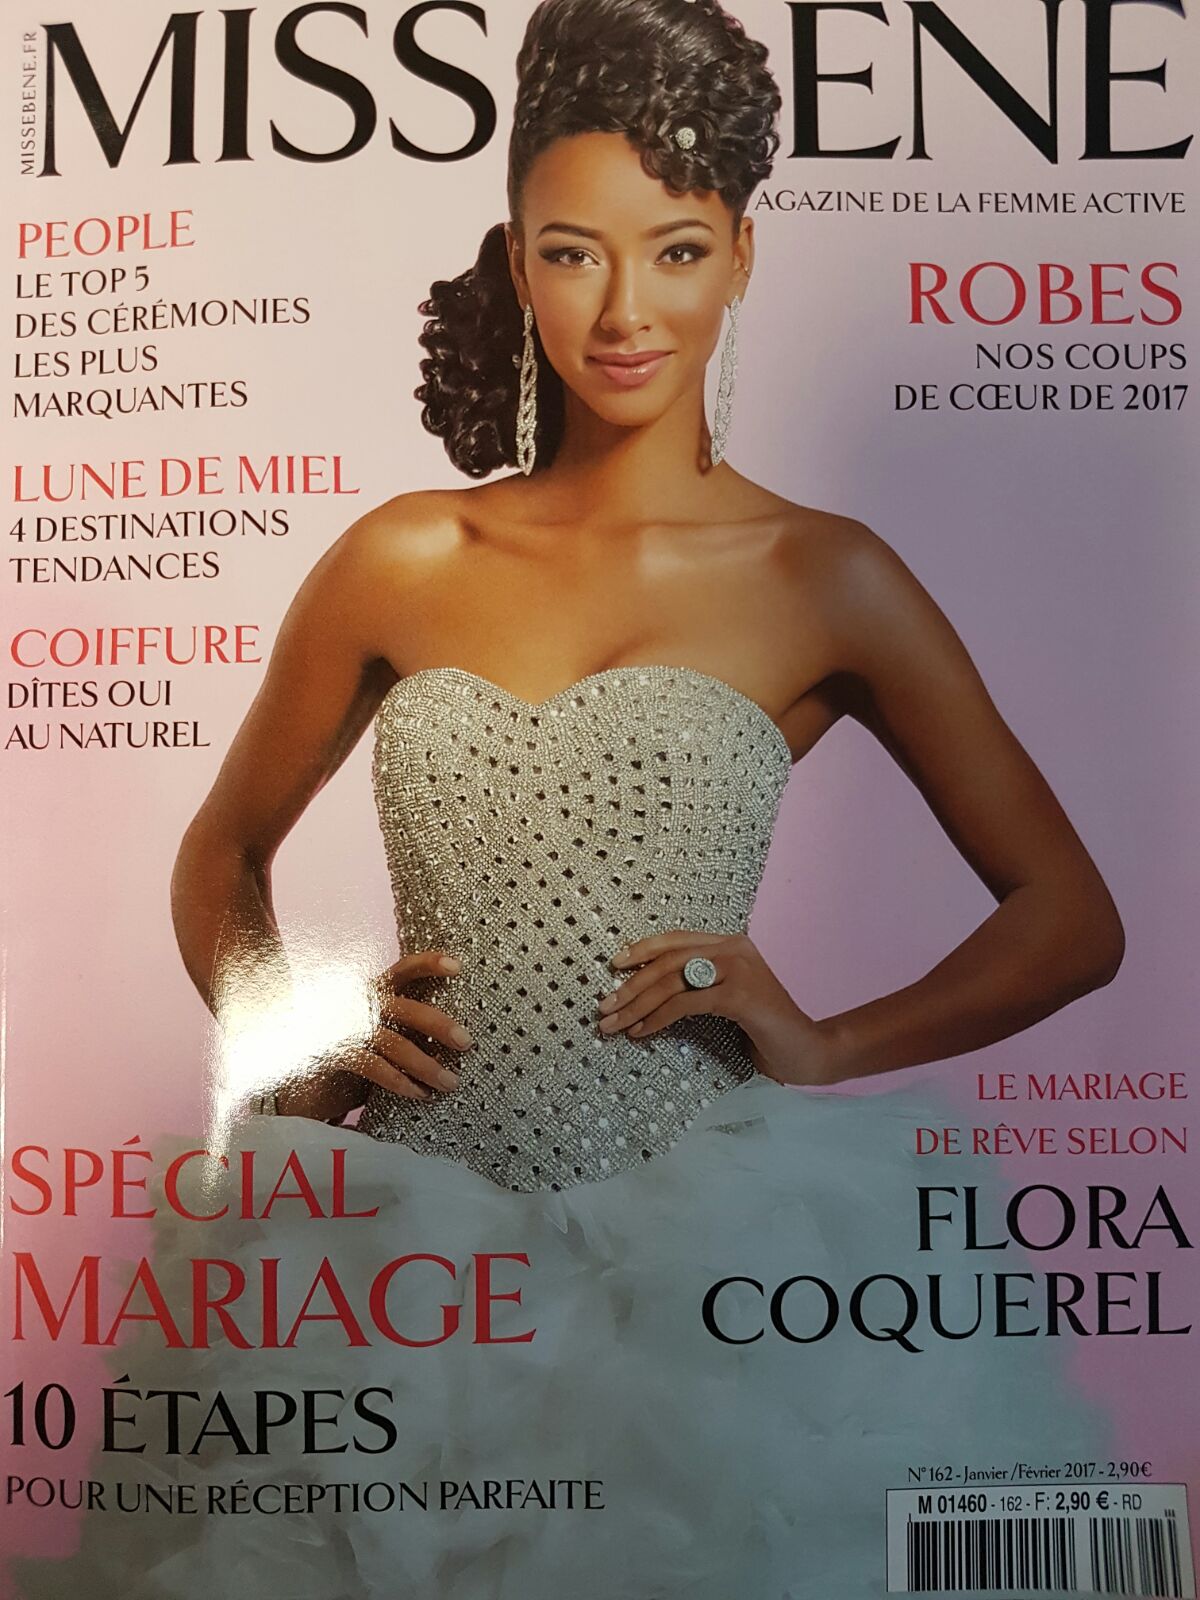 MISS ENE
MISSEBENE.FR
AGAZINE DE LA FEMME ACTIVE
PEOPLE
LE TOP 5
DES CÉRÉMONIES
LES PLUS
MARQUANTES
ROBES
NOS COUPS
DE CŒUR DE 2017
LUNE DE MIEL
4 DESTINATIONS
TENDANCES
COIFFURE
DÎTES OUI
AU NATUREL
LE MARIAGE
DE RÊVE SELON
FLORA
COQUEREL
SPÉCIAL
MARIAGE
10 ÉTAPES
POUR UNE RÉCEPTION PARFAITE
N° 162 - Janvier / Février 2017 - 2,90€
M 01460 - 162 - F: 2,90 € - RD